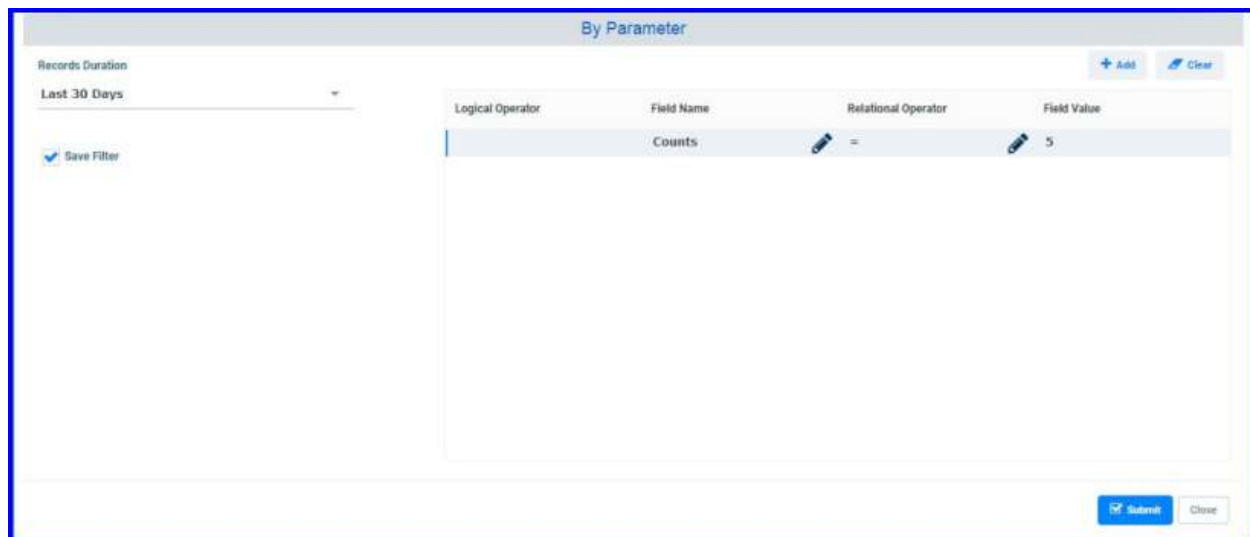 By Parameter
Records Duration
+ Add
Clear
Last 30 Days
Logical Operator Field Name Relational Operator Field Value
Counts = 5
Save Filter
Submit
Close